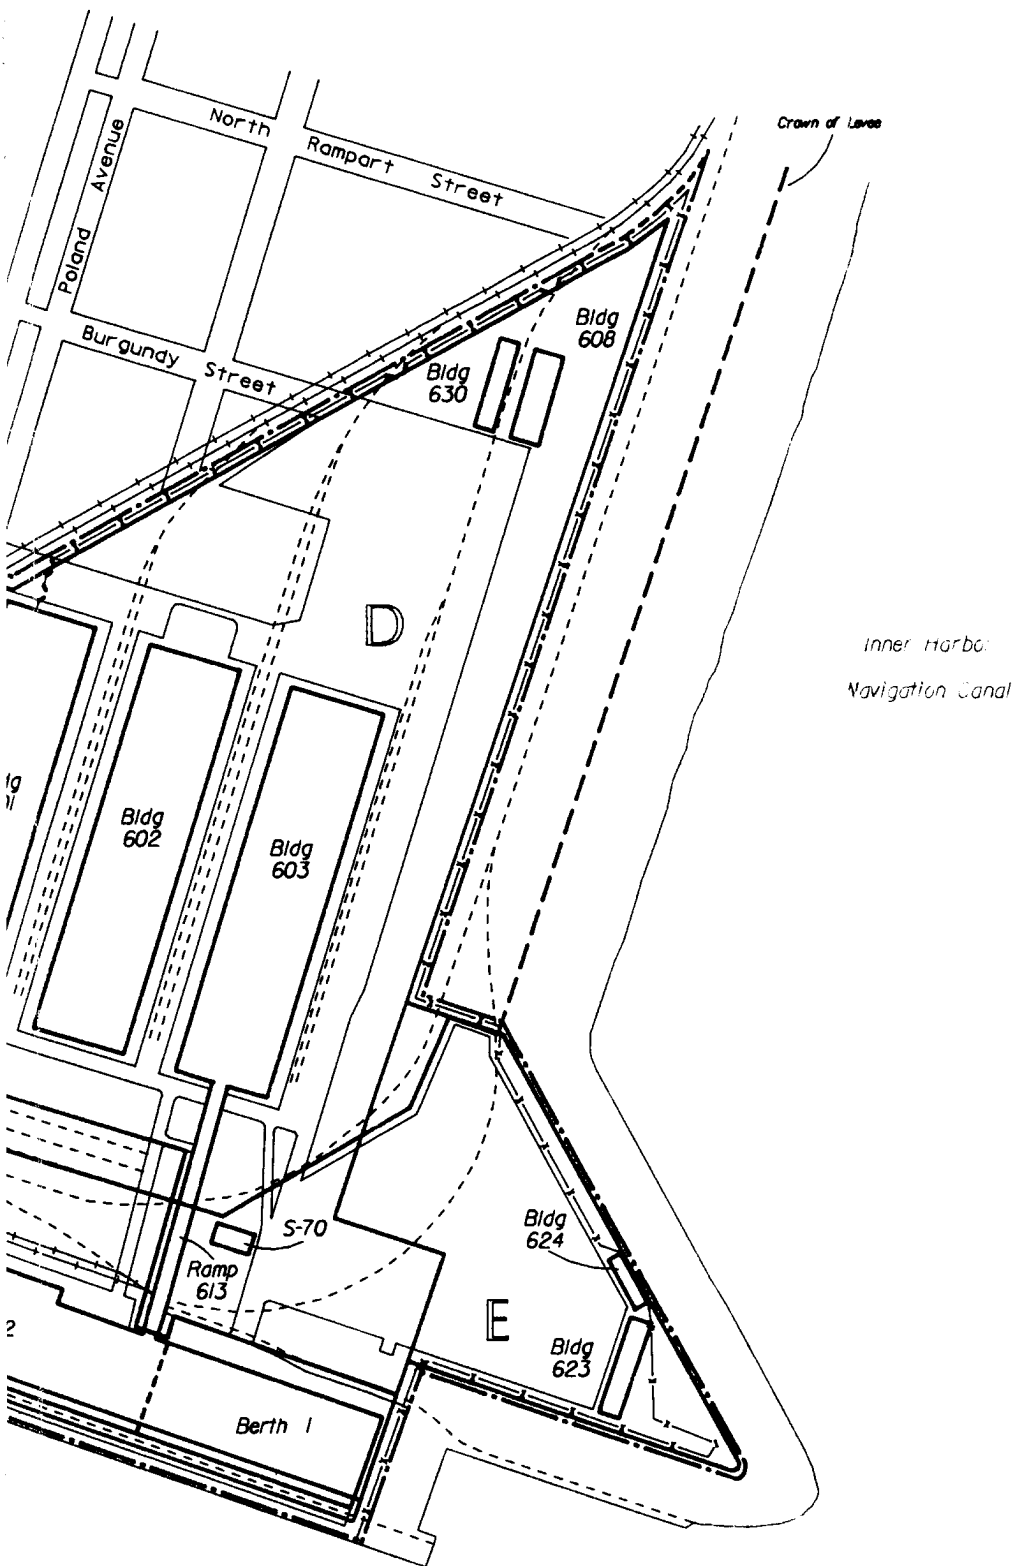 Crown of Levee
North
Rampart Street
Poland Avenue
Burgundy Street
Bldg
608
Bldg
630
D
Inner
Navigation Canal
Bldg
602
Bldg
603
S-70
Ramp
613
Bldg
624
E
Bldg
623
2
Berth 1